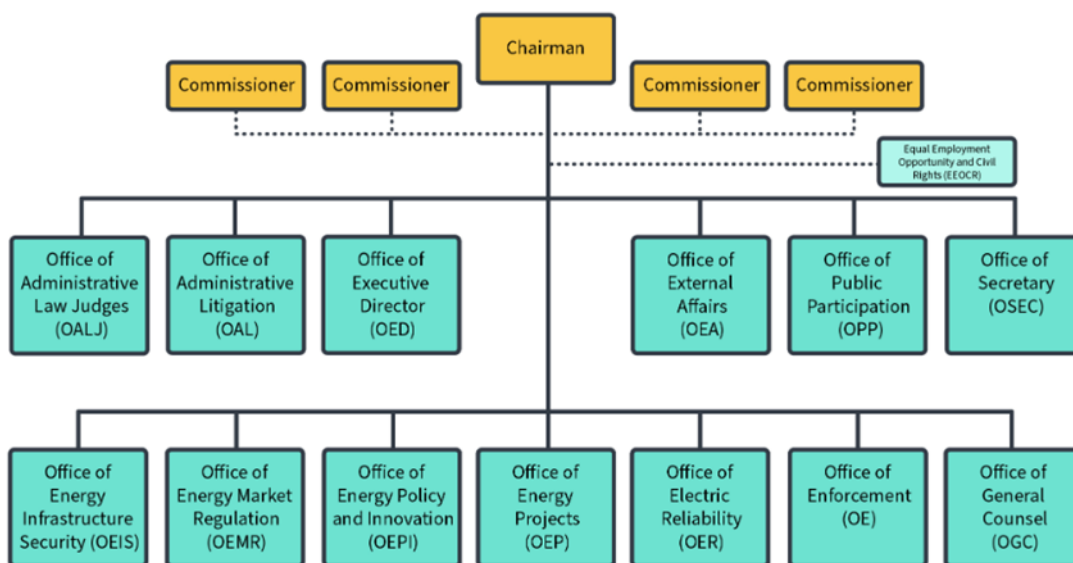 Chairman
Commissioner
Commissioner
Commissioner
Commissioner
Equal Employment
Opportunity and Civil
Rights (EEOCR)
Office of
Administrative
Law Judges
(OALJ)
Office of
Administrative
Litigation
(OAL)
Office of
Executive
Director
(OED)
Office of
External
Affairs
(OEA)
Office of
Public
Participation
(OPP)
Office of
Secretary
(OSEC)
Office of
Energy
Infrastructure
Security (OEIS)
Office of
Energy Market
Regulation
(OEMR)
Office of
Energy Policy
and Innovation
(OEPI)
Office of
Energy
Projects
(OEP)
Office of
Electric
Reliability
(OER)
Office of
Enforcement
(OE)
Office of
General
Counsel
(OGC)